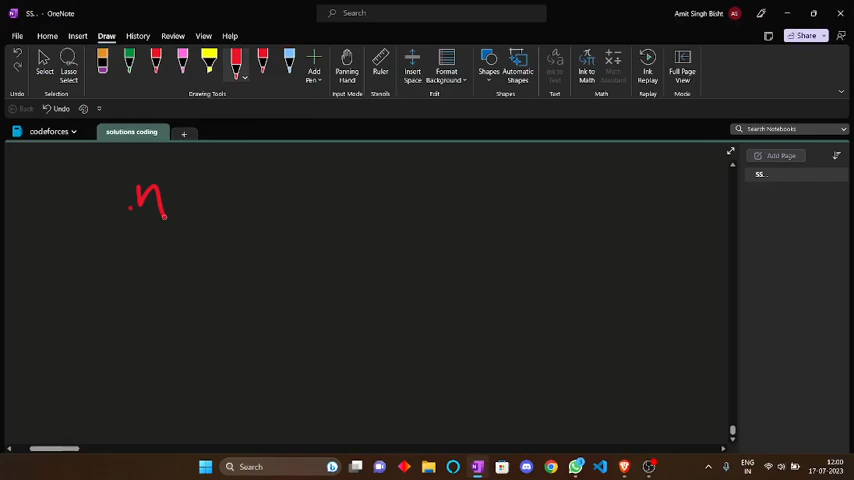 SS.. - OneNote
Search
Amit Singh Bisht
AS
File Home Insert Draw History Review View Help
Share
Select
Lasso Select
Add Pen
Panning Hand
Ruler
Insert Space
Format Background
Shapes
Automatic Shapes
Ink to Text
Ink to Math
Math Assistant
Ink Replay
Full Page View
Undo Selection Drawing Tools Input Mode Stencils Edit Shapes Text Math Replay Mode
Back Undo
codeforces
solutions coding
Search Notebooks
Add Page
SS..
n
Search
ENG
IN
12:00
17-07-2023